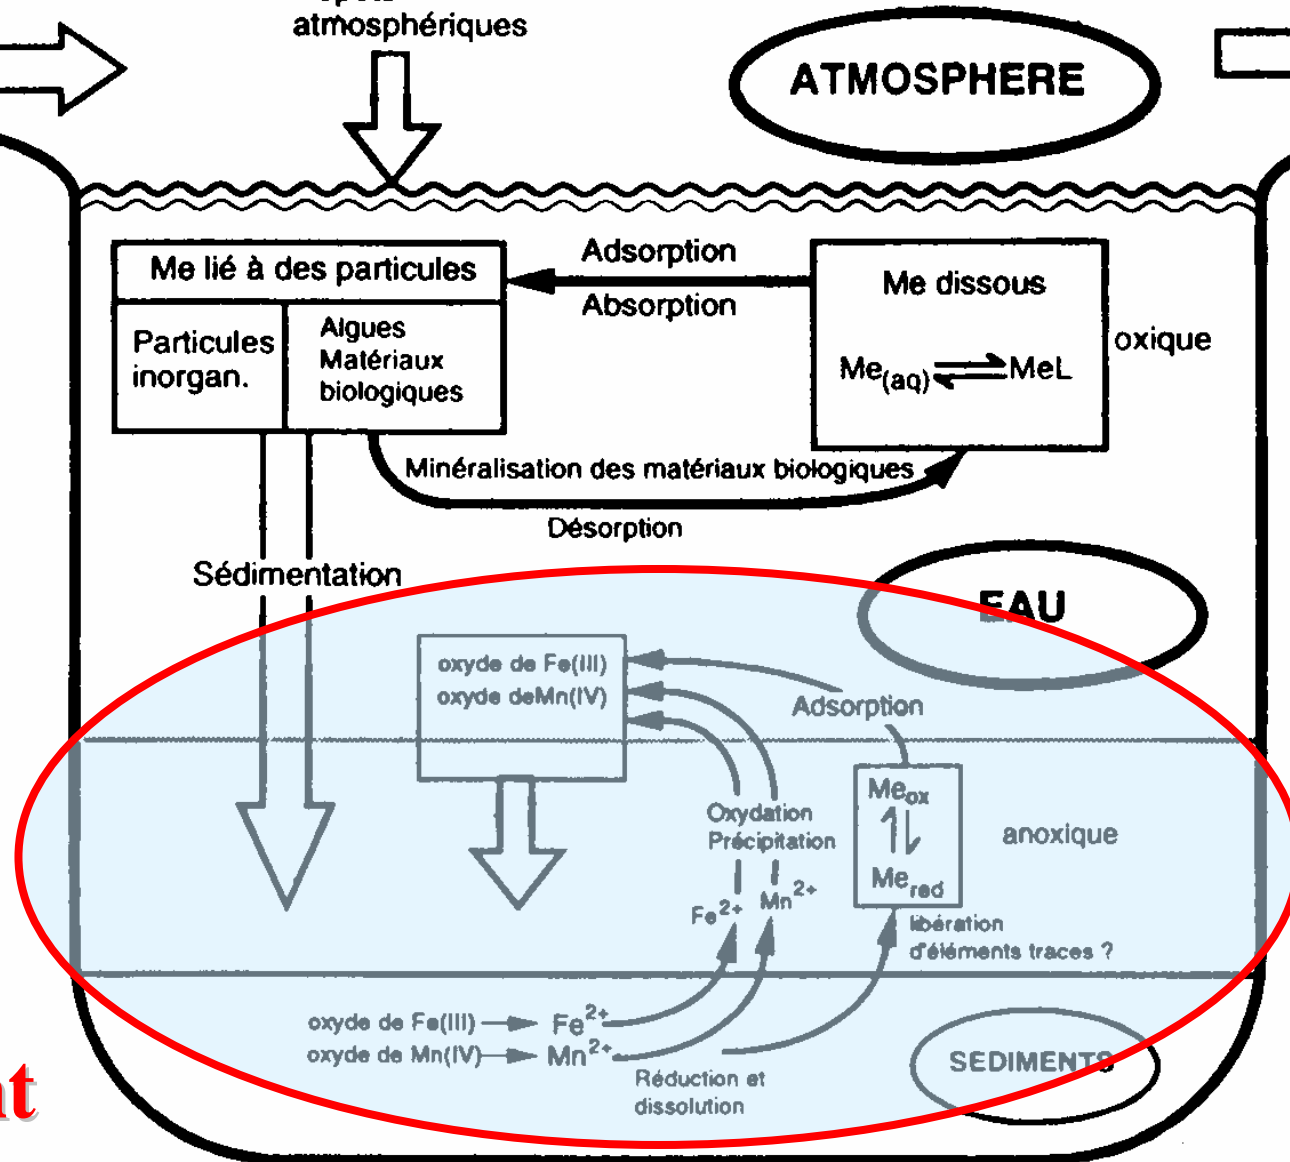 atmosphériques
ATMOSPHERE
Me lié à des particules
Particules
inorgan.
Algues
Matériaux
biologiques
Adsorption
Absorption
Me dissous
Me(aq) ⇌ MeL
oxique
Minéralisation des matériaux biologiques
Désorption
Sédimentation
EAU
oxyde de Fe(III)
oxyde deMn(IV)
Adsorption
Oxydation
Précipitation
Meox
Mered
anoxique
Fe2+
Mn2+
libération
d'éléments traces ?
oxyde de Fe(III) → Fe2+
oxyde de Mn(IV) → Mn2+
Réduction et
dissolution
SEDIMENTS